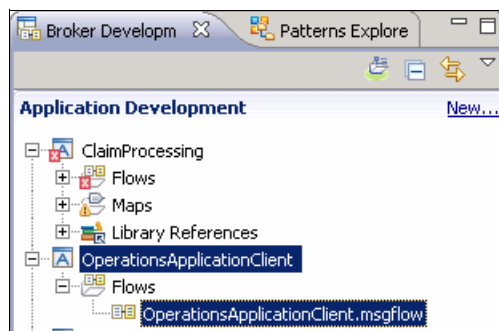 Broker Developm Patterns Explore
Application Development New...
ClaimProcessing
Flows
Maps
Library References
OperationsApplicationClient
Flows
OperationsApplicationClient.msgflow